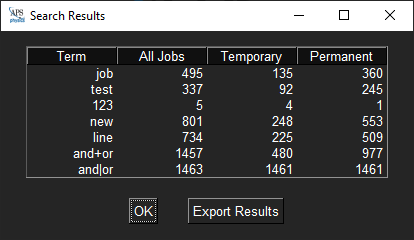 APS
physics
Search Results
Term All Jobs Temporary Permanent
job 495 135 360
test 337 92 245
123 5 4 1
new 801 248 553
line 734 225 509
and+or 1457 480 977
and|or 1463 1461 1461
OK Export Results